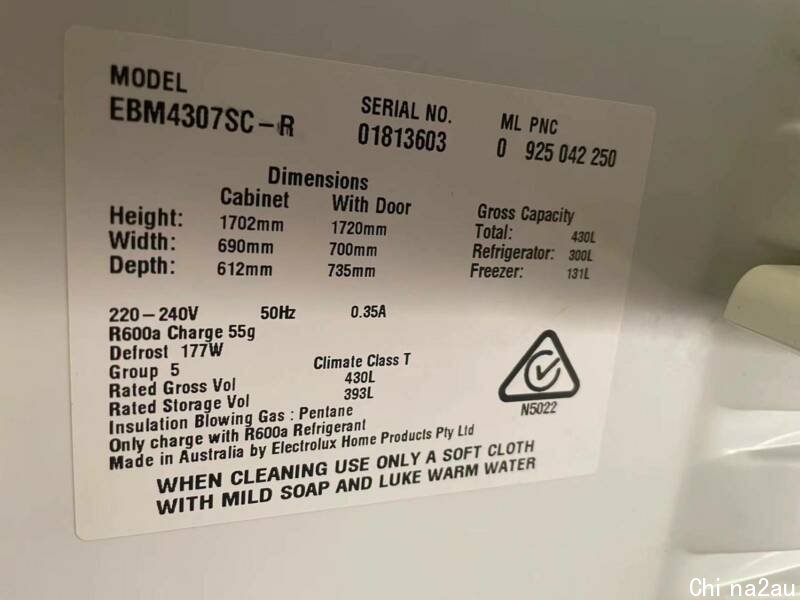 MODEL
EBM4307SC-R
SERIAL NO.
01813603
ML PNC
0 925 042 250
Dimensions
Cabinet With Door
Height: 1702mm 1720mm
Width: 690mm 700mm
Depth: 612mm 735mm
Gross Capacity
Total: 430L
Refrigerator: 300L
Freezer: 131L
220-240V 50Hz 0.35A
R600a Charge 55g
Defrost 177W
Group 5 Climate Class T
Rated Gross Vol 430L
Rated Storage Vol 393L
Insulation Blowing Gas : Pentane
Only charge with R600a Refrigerant
Made in Australia by Electrolux Home Products Pty Ltd
N5022
WHEN CLEANING USE ONLY A SOFT CLOTH
WITH MILD SOAP AND LUKE WARM WATER
Chi na2au